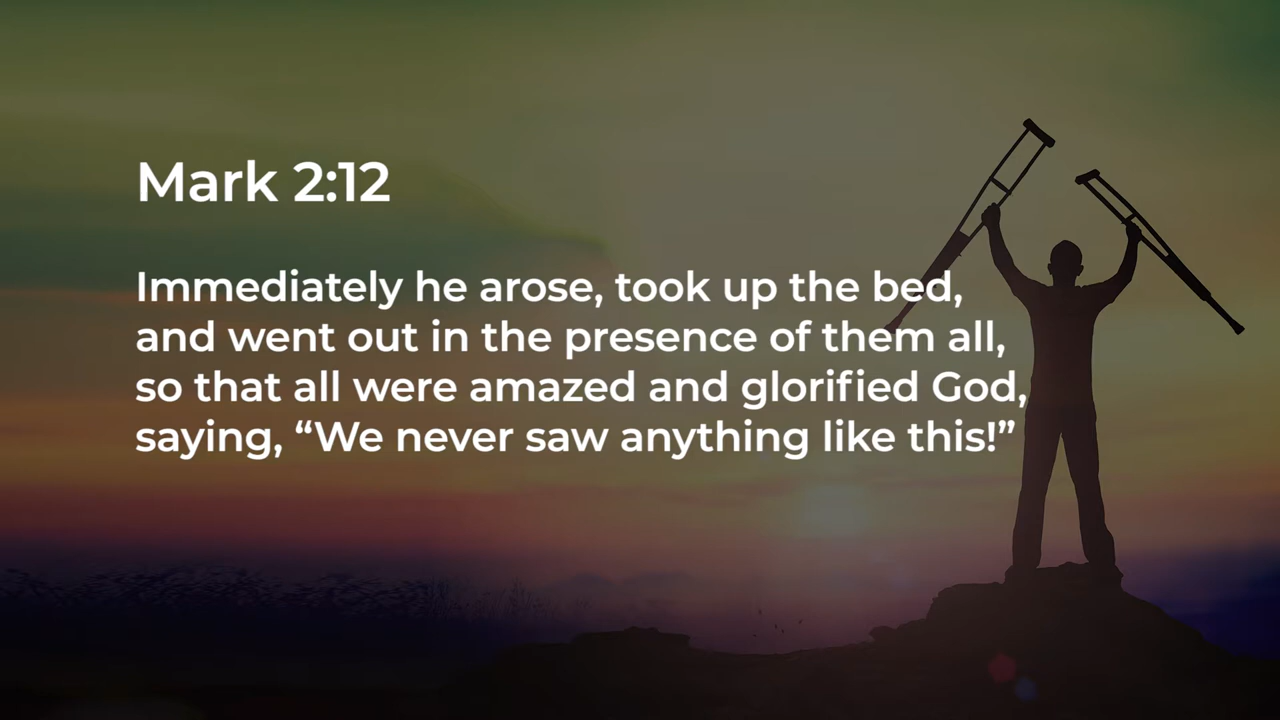 Mark 2:12
Immediately he arose, took up the bed,
and went out in the presence of them all,
so that all were amazed and glorified God,
saying, “We never saw anything like this!”